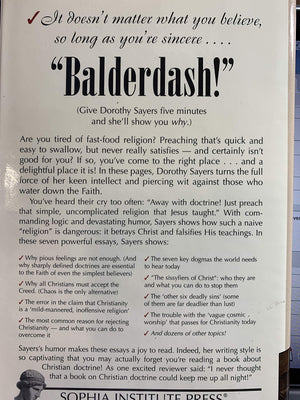 ✓ It doesn't matter what you believe,
so long as you're sincere . . . .
"Balderdash!"
(Give Dorothy Sayers five minutes
and she'll show you why.)
Are you tired of fast-food religion? Preaching that's quick
and easy to swallow, but never really satisfies — and certainly isn't
good for you? If so, you've come to the right place . . . and a
delightful place it is! In these pages, Dorothy Sayers turns the full
force of her keen intellect and piercing wit against those who
water down the Faith.
You've heard their cry too often: "Away with doctrine! Just preach
that simple, uncomplicated religion that Jesus taught." With com-
manding logic and devastating humor, Sayers shows how such a naive
"religion" is dangerous: it betrays Christ and falsifies His teachings. In
these seven powerful essays, Sayers shows:
✓ Why pious feelings are not enough. (And
why sharply defined doctrines are essential
to the Faith of even the simplest believers!)
✓ Why all Christians must accept the
Creed. (Chaos is the only alternative)
✓ The error in the claim that Christianity
is a 'mild-mannered, inoffensive religion'
✓ The most common reason for rejecting
Christianity — and what you can do to
overcome it
✓ The seven key dogmas the world needs
to hear today
✓ "The sissyfiers of Christ": who they are
and what you can do to stop them
✓ The 'other six deadly sins' (some
of them are far deadlier than lust)
✓ The trouble with the 'vague cosmic
worship' that passes for Christianity today
✓ And dozens of other topics!
Sayers's humor makes these essays a joy to read. Indeed, her writing style is
so captivating that you may actually forget you're reading a book about
Christian doctrine! As one excited reviewer said: "I never thought
that a book on Christian doctrine could keep me up all night!"
SOPHIA INSTITUTE PRESS®